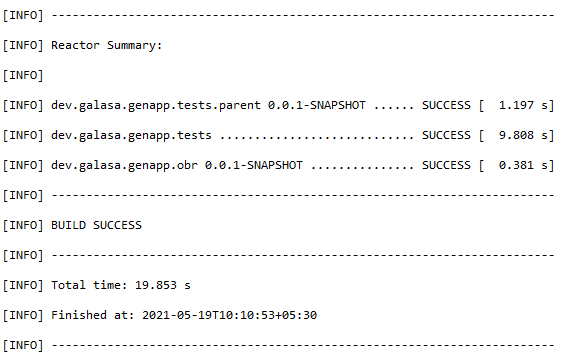 [INFO] ------------------------------------------------------------------------
[INFO] Reactor Summary:
[INFO]
[INFO] dev.galasa.genapp.tests.parent 0.0.1-SNAPSHOT ...... SUCCESS [  1.197 s]
[INFO] dev.galasa.genapp.tests ............................ SUCCESS [  9.808 s]
[INFO] dev.galasa.genapp.obr 0.0.1-SNAPSHOT ............... SUCCESS [  0.381 s]
[INFO] ------------------------------------------------------------------------
[INFO] BUILD SUCCESS
[INFO] ------------------------------------------------------------------------
[INFO] Total time: 19.853 s
[INFO] Finished at: 2021-05-19T10:10:53+05:30
[INFO] ------------------------------------------------------------------------